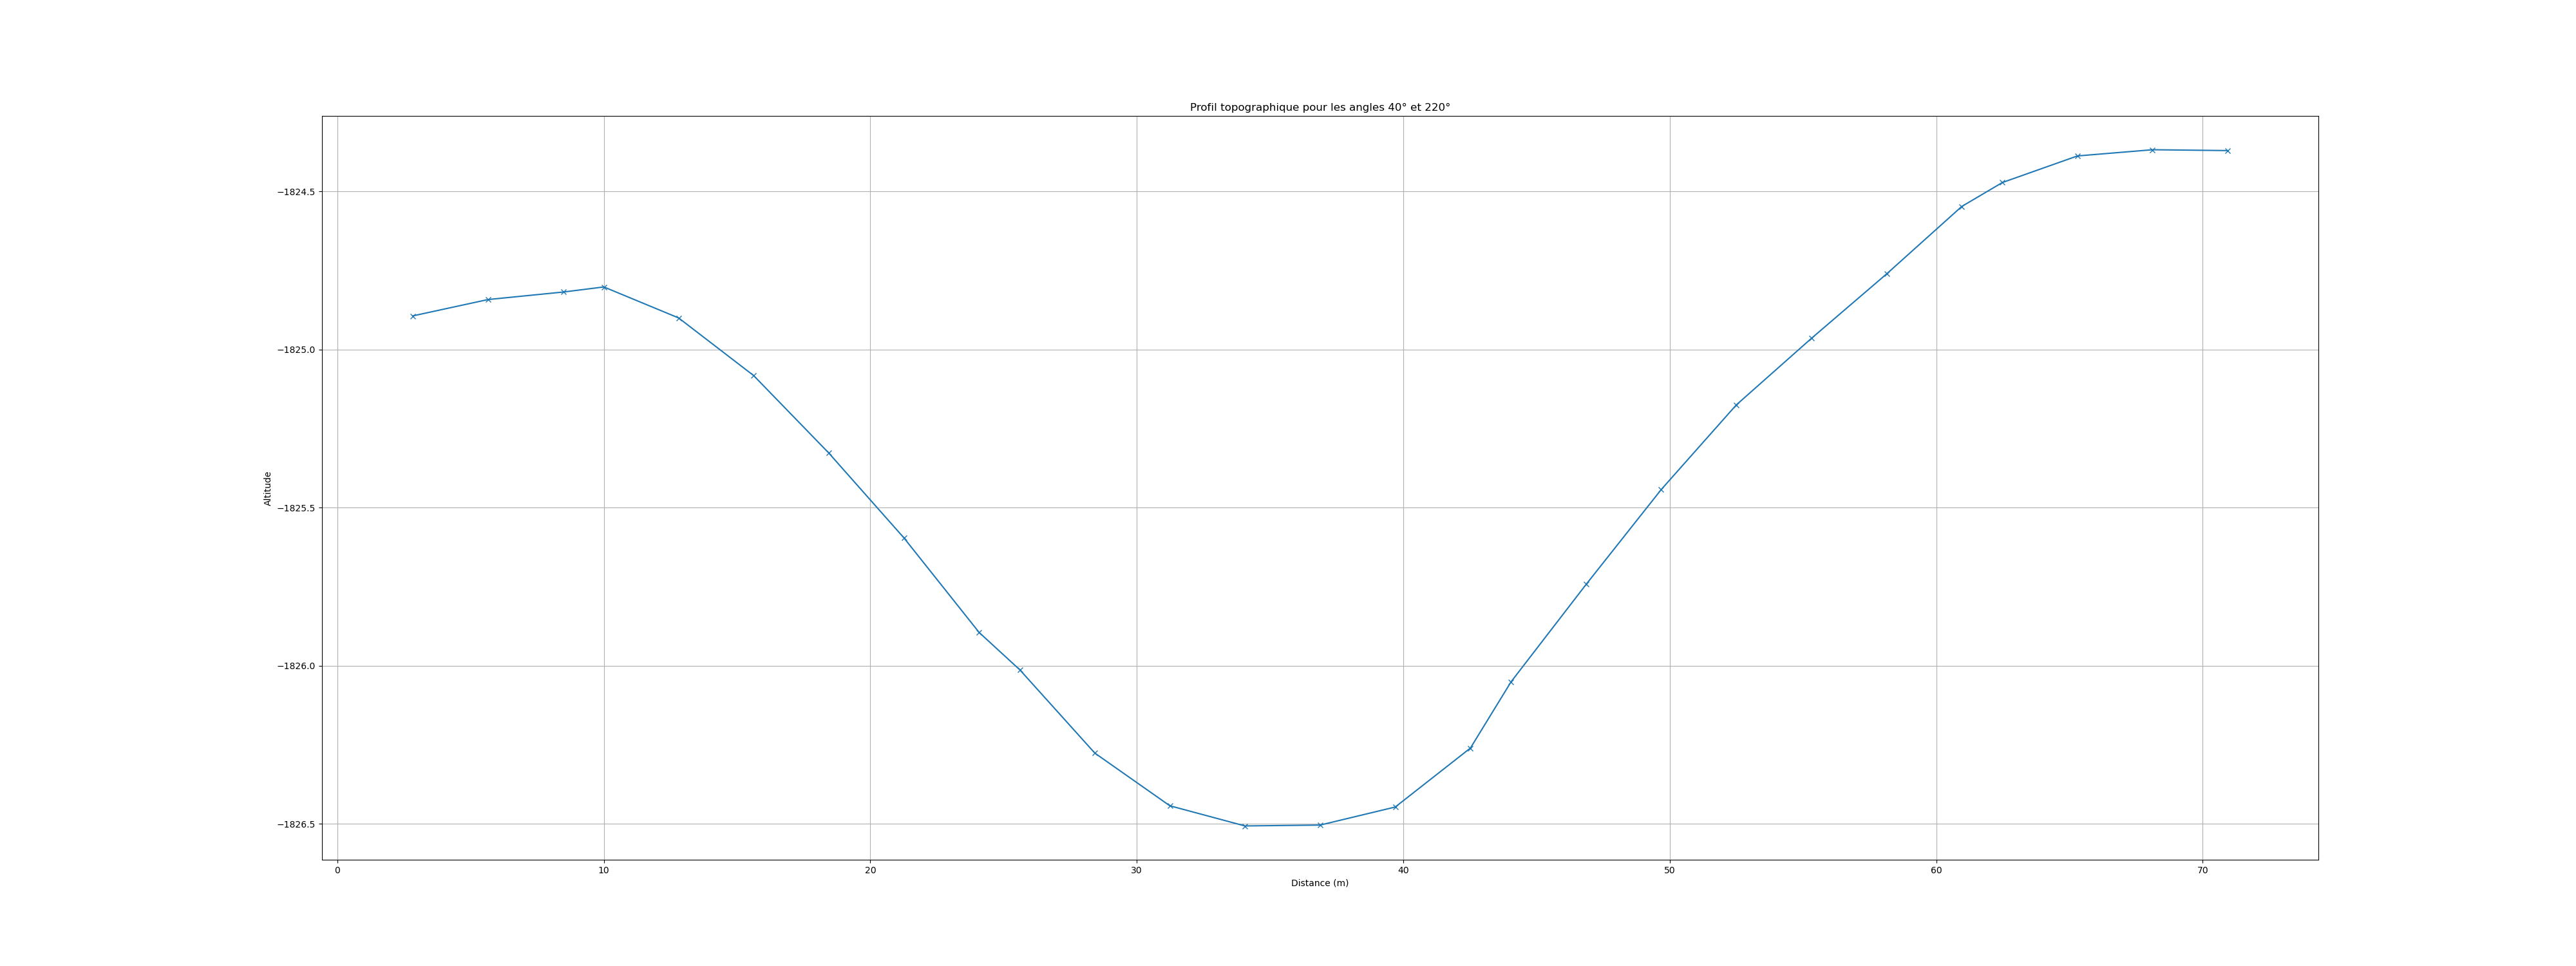 Profil topographique pour les angles 40° et 220°
−1824.5
−1825.0
−1825.5
−1826.0
−1826.5
Altitude
0 10 20 30 40 50 60 70
Distance (m)